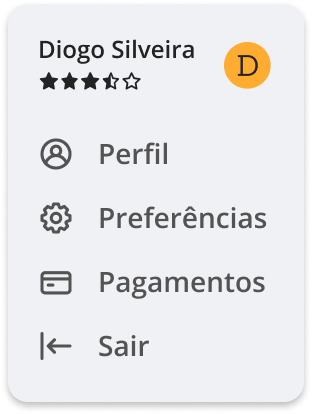 Diogo Silveira
D
Perfil
Preferências
Pagamentos
Sair